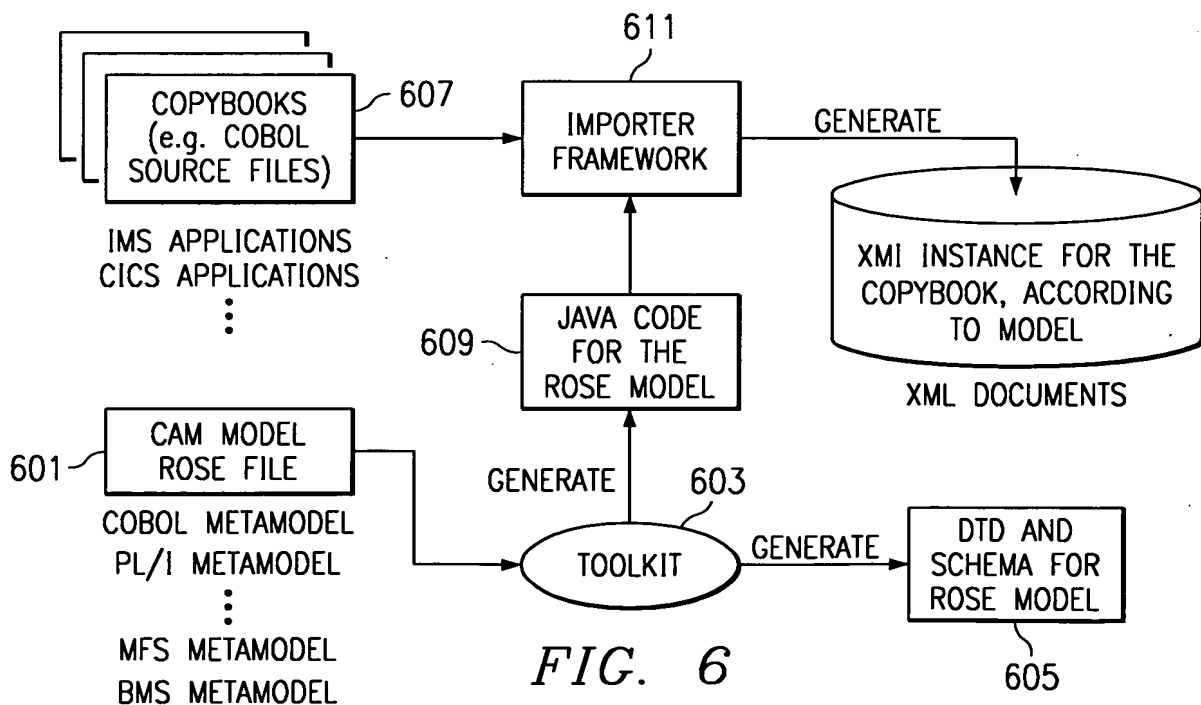 611
COPYBOOKS
(e.g. COBOL
SOURCE FILES)
607
IMPORTER
FRAMEWORK
GENERATE
IMS APPLICATIONS
CICS APPLICATIONS
XMI INSTANCE FOR THE
COPYBOOK, ACCORDING
TO MODEL
XML DOCUMENTS
609
JAVA CODE
FOR THE
ROSE MODEL
601
CAM MODEL
ROSE FILE
COBOL METAMODEL
PL/I METAMODEL
MFS METAMODEL
BMS METAMODEL
GENERATE
603
TOOLKIT
GENERATE
DTD AND
SCHEMA FOR
ROSE MODEL
605
FIG. 6